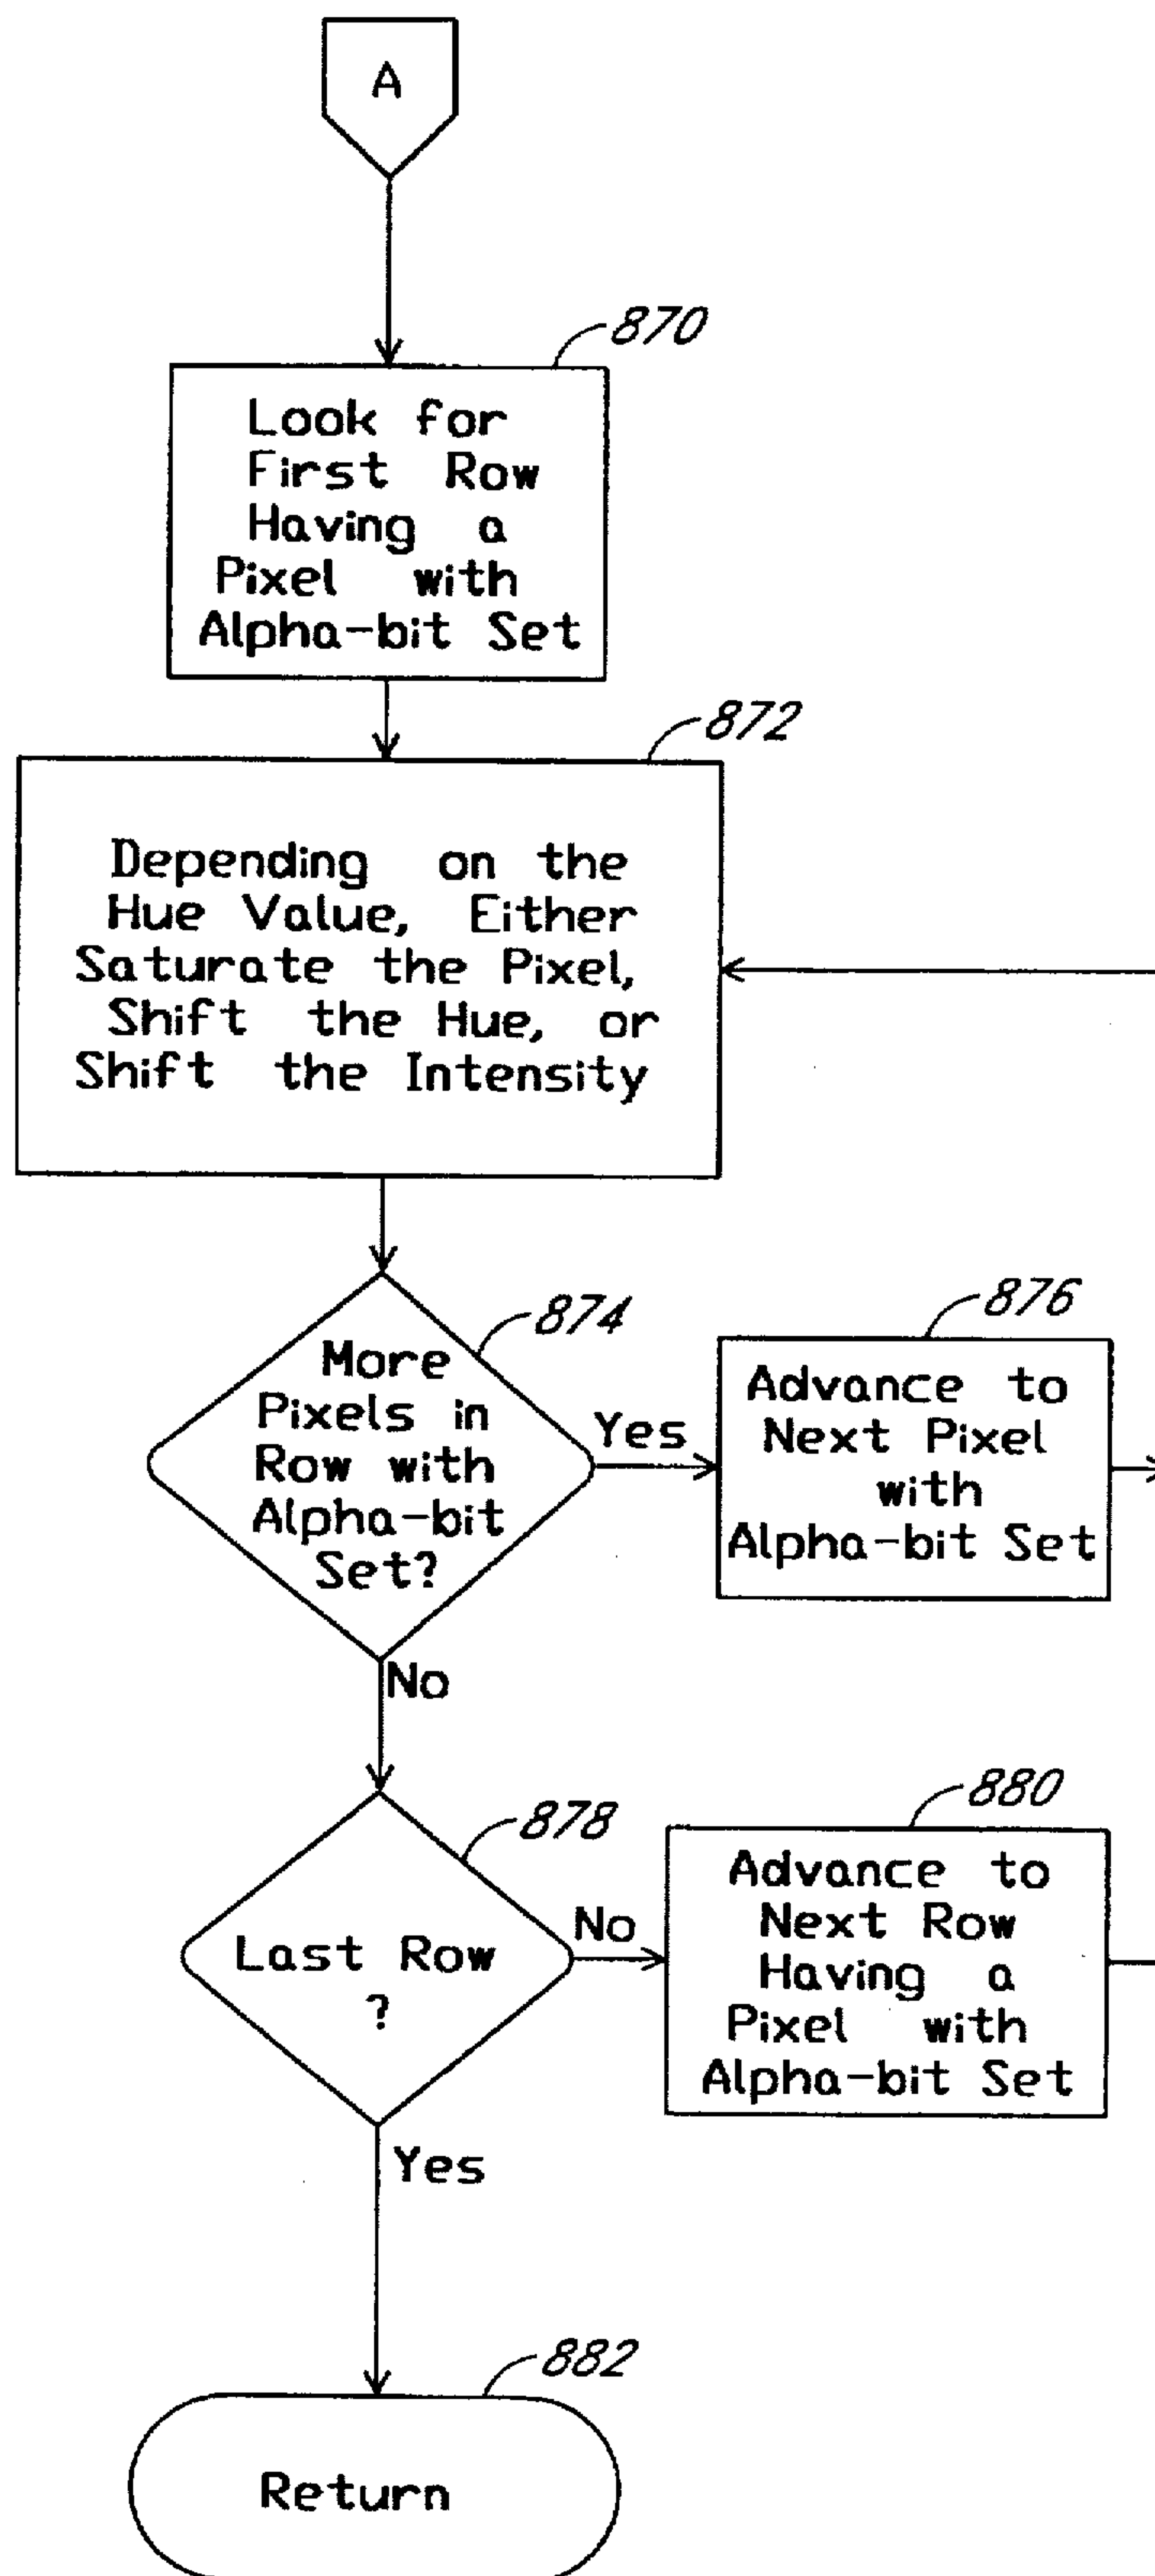 A
870
Look for
First Row
Having a
Pixel with
Alpha-bit Set
872
Depending on the
Hue Value, Either
Saturate the Pixel,
Shift the Hue, or
Shift the Intensity
874
More
Pixels in
Row with
Alpha-bit
Set?
Yes
876
Advance to
Next Pixel
with
Alpha-bit Set
No
878
Last Row
?
No
880
Advance to
Next Row
Having a
Pixel with
Alpha-bit Set
Yes
882
Return